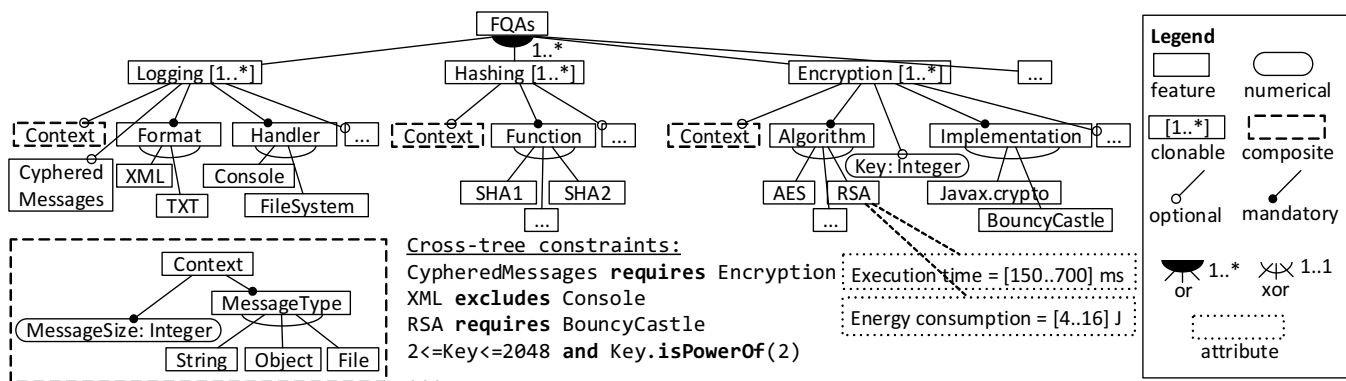 FQAs
1..*
Logging [1..*]
Hashing [1..*]
Encryption [1..*]
...
Context
Format
Handler
...
Context
Function
...
Context
Algorithm
Implementation
...
Cyphered
Messages
XML
TXT
Console
FileSystem
SHA1
...
SHA2
AES
...
RSA
Key: Integer
Javax.crypto
BouncyCastle
Context
MessageSize: Integer
MessageType
String
Object
File
Cross-tree constraints:
CypheredMessages requires Encryption
XML excludes Console
RSA requires BouncyCastle
2<=Key<=2048 and Key.isPowerOf(2)
...
Execution time = [150..700] ms
Energy consumption = [4..16] J
Legend
feature
numerical
[1..*]
clonable
composite
optional
mandatory
1..*
or
1..1
xor
attribute